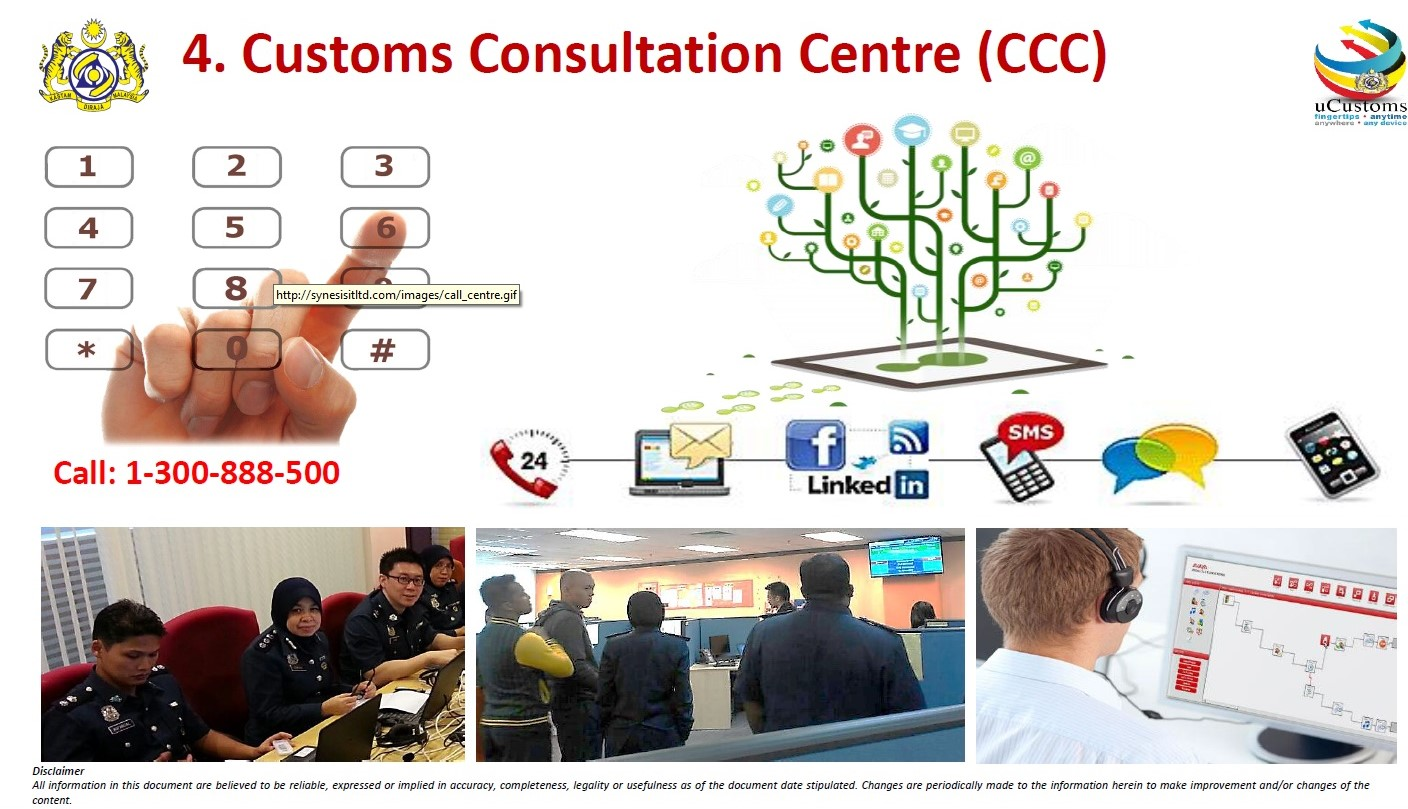 4. Customs Consultation Centre (CCC)
KASTAM DIRAJA MALAYSIA
uCustoms
fingertips • anytime
anywhere • any device
1 2 3
4 5 6
7 8
* 0 #
http://synesisitltd.com/images/call_centre.gif
@
24
f
SMS
Linked in
Call: 1-300-888-500
AVAYA
Disclaimer
All information in this document are believed to be reliable, expressed or implied in accuracy, completeness, legality or usefulness as of the document date stipulated. Changes are periodically made to the information herein to make improvement and/or changes of the
content.